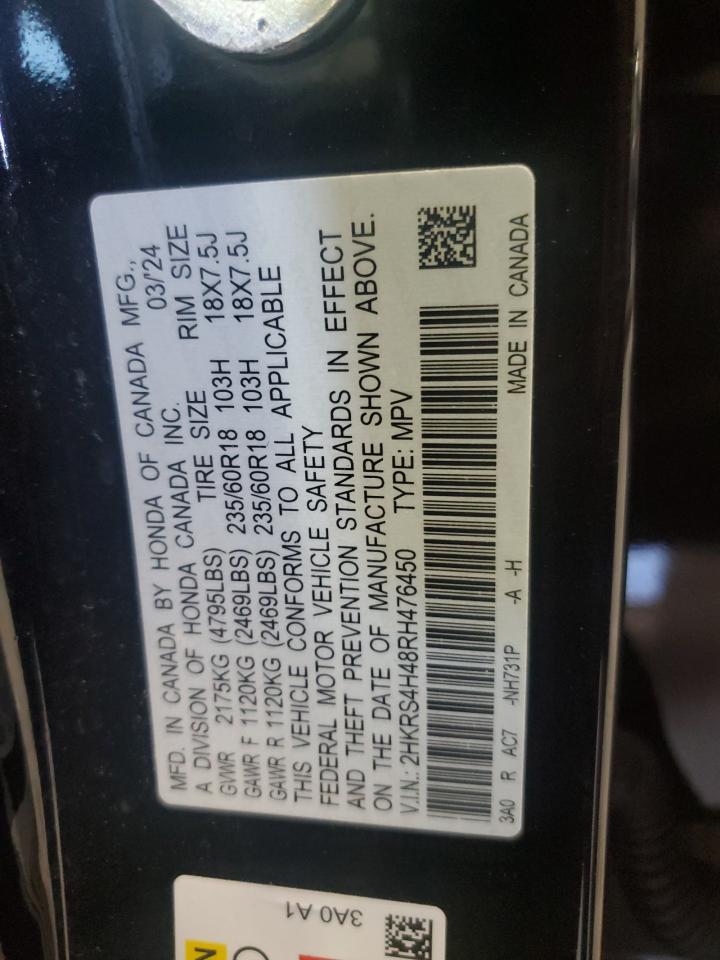 MFD. IN CANADA BY HONDA OF CANADA MFG.,
A DIVISION OF HONDA CANADA INC. 03/'24
GVWR 2175KG (4795LBS) TIRE SIZE RIM SIZE
GAWR F 1120KG (2469LBS) 235/60R18 103H 18X7.5J
GAWR R 1120KG (2469LBS) 235/60R18 103H 18X7.5J
THIS VEHICLE CONFORMS TO ALL APPLICABLE
FEDERAL MOTOR VEHICLE SAFETY
AND THEFT PREVENTION STANDARDS IN EFFECT
ON THE DATE OF MANUFACTURE SHOWN ABOVE.
V.I.N.: 2HKRS4H48RH476450 TYPE: MPV
3A0 R AC7 -NH731P -A -H MADE IN CANADA
3A0 A1